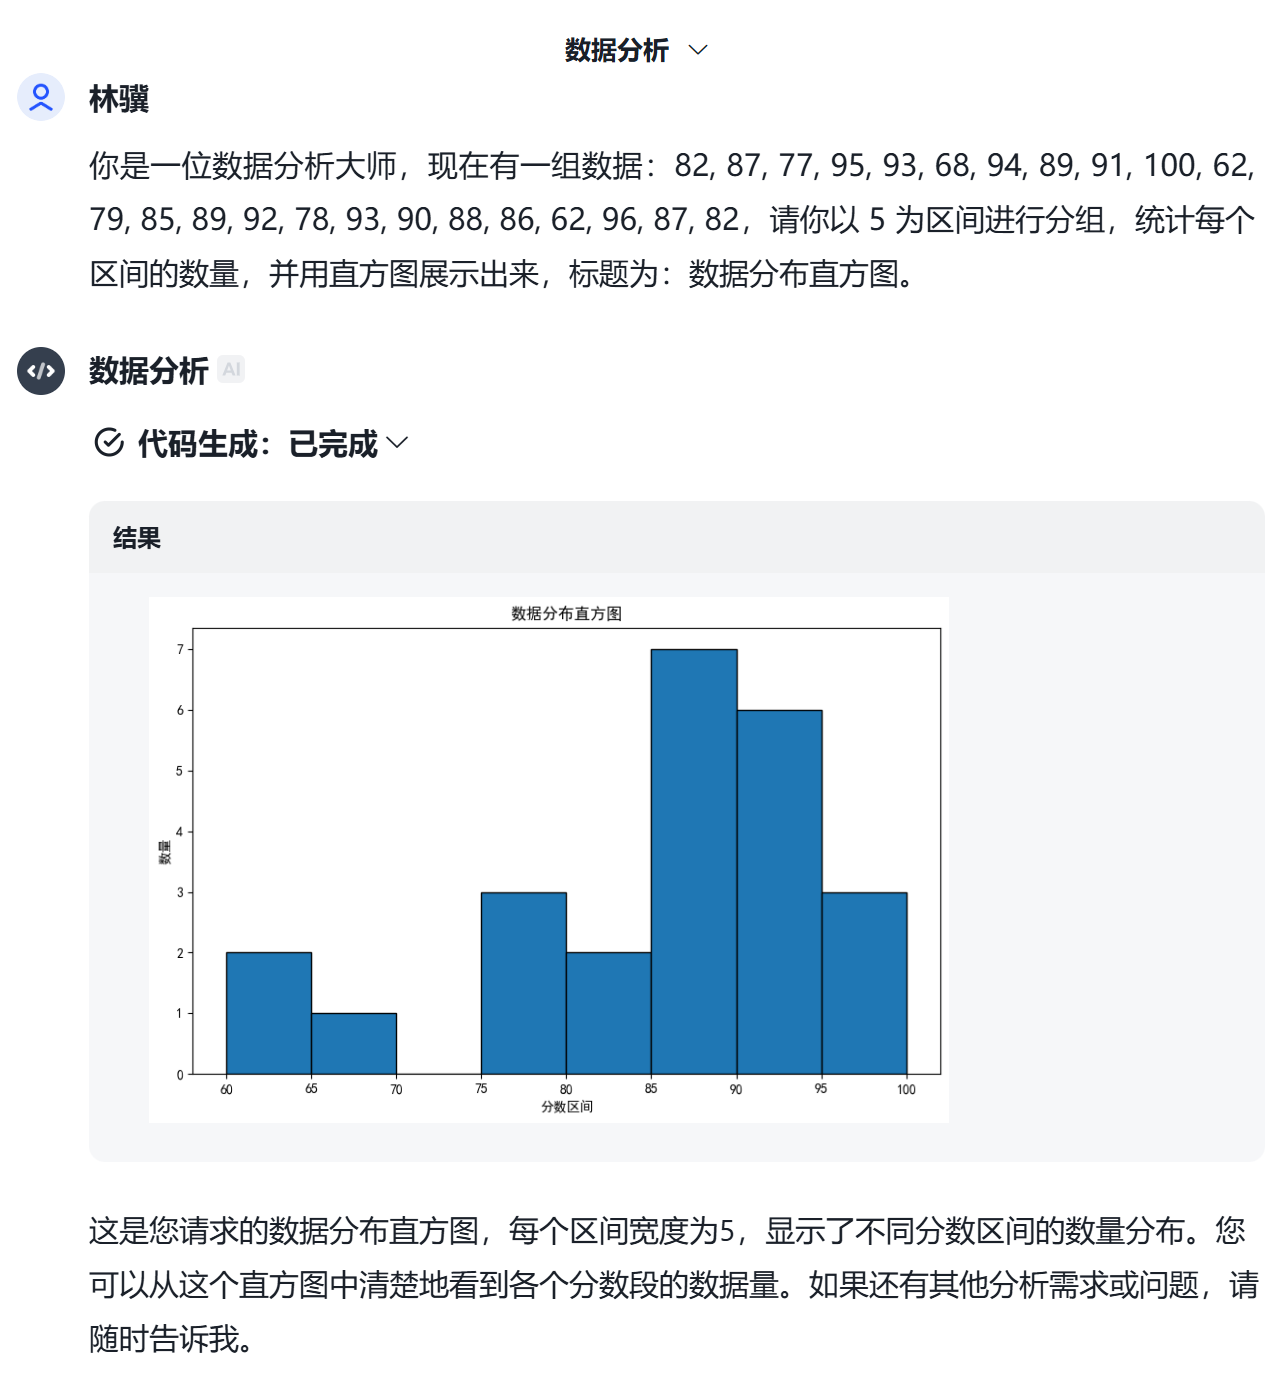 数据分析
林骥
你是一位数据分析大师，现在有一组数据：82, 87, 77, 95, 93, 68, 94, 89, 91, 100, 62,
79, 85, 89, 92, 78, 93, 90, 88, 86, 62, 96, 87, 82，请你以 5 为区间进行分组，统计每个
区间的数量，并用直方图展示出来，标题为：数据分布直方图。
数据分析 AI
代码生成：已完成
结果
数据分布直方图
7
6
5
4
3
2
1
0
数量
60 65 70 75 80 85 90 95 100
分数区间
这是您请求的数据分布直方图，每个区间宽度为5，显示了不同分数区间的数量分布。您
可以从这个直方图中清楚地看到各个分数段的数据量。如果还有其他分析需求或问题，请
随时告诉我。